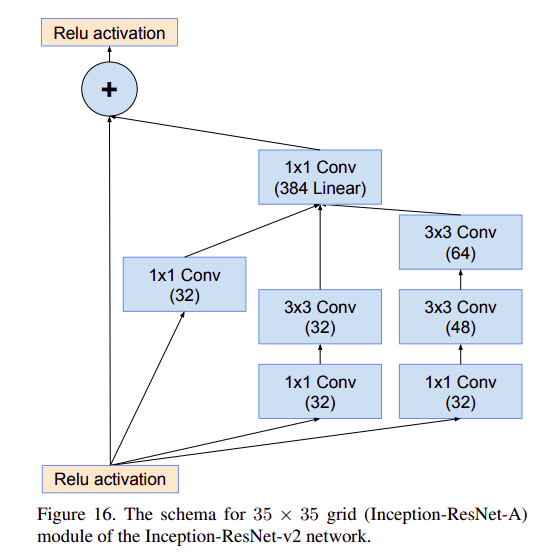 Relu activation
+
1x1 Conv
(384 Linear)
3x3 Conv
(64)
1x1 Conv
(32)
3x3 Conv
(32)
3x3 Conv
(48)
1x1 Conv
(32)
1x1 Conv
(32)
Relu activation
Figure 16. The schema for 35 × 35 grid (Inception-ResNet-A)
module of the Inception-ResNet-v2 network.